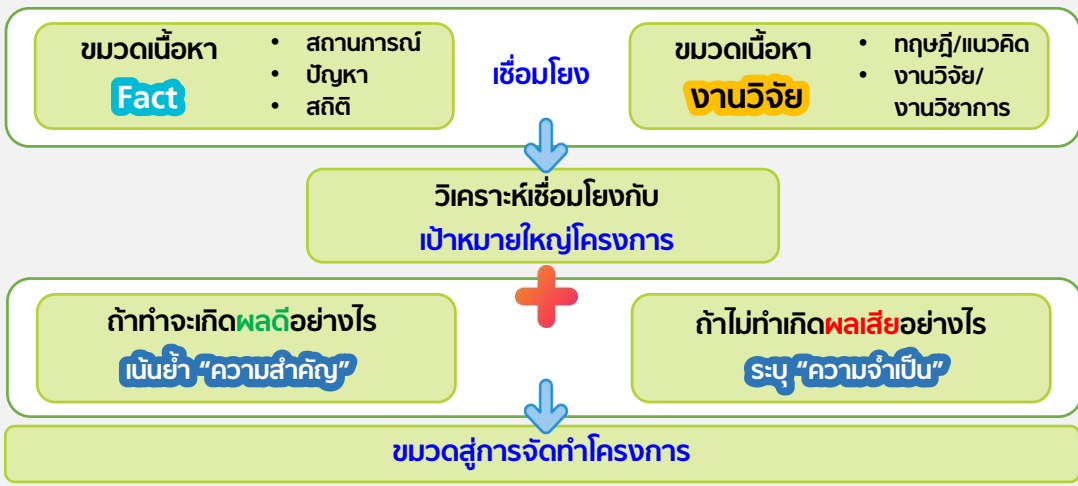 ขมวดเนื้อหา
Fact
• สถานการณ์
• ปัญหา
• สถิติ
เชื่อมโยง
ขมวดเนื้อหา
งานวิจัย
• ทฤษฎี/แนวคิด
• งานวิจัย/
งานวิชาการ
วิเคราะห์เชื่อมโยงกับ
เป้าหมายใหญ่โครงการ
ถ้าทำจะเกิดผลดีอย่างไร
เน้นย้ำ “ความสำคัญ”
ถ้าไม่ทำเกิดผลเสียอย่างไร
ระบุ “ความจำเป็น”
ขมวดสู่การจัดทำโครงการ